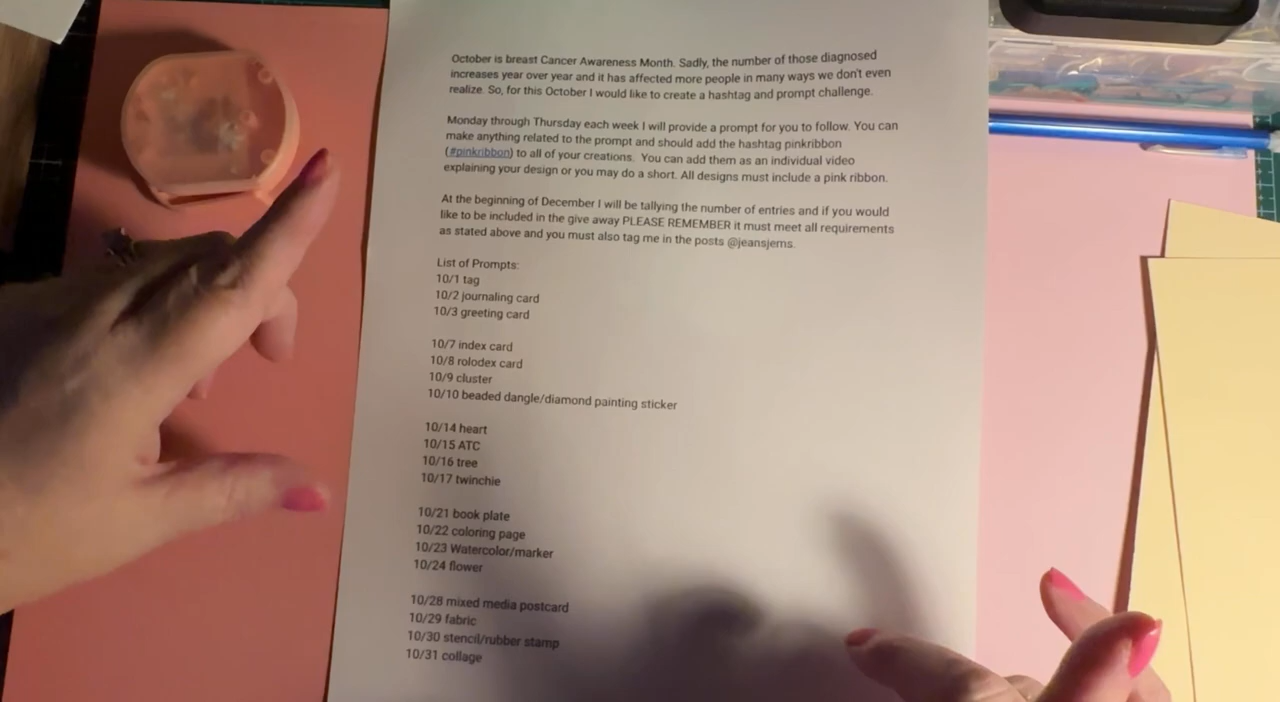 October is breast Cancer Awareness Month. Sadly, the number of those diagnosed
increases year over year and it has affected more people in many ways we don't even
realize. So, for this October I would like to create a hashtag and prompt challenge.
Monday through Thursday each week I will provide a prompt for you to follow. You can
make anything related to the prompt and should add the hashtag pinkribbon
(#pinkribbon) to all of your creations. You can add them as an individual video
explaining your design or you may do a short. All designs must include a pink ribbon.
At the beginning of December I will be tallying the number of entries and if you would
like to be included in the give away PLEASE REMEMBER it must meet all requirements
as stated above and you must also tag me in the posts @jeansjems.
List of Prompts:
10/1 tag
10/2 journaling card
10/3 greeting card
10/7 index card
10/8 rolodex card
10/9 cluster
10/10 beaded dangle/diamond painting sticker
10/14 heart
10/15 ATC
10/16 tree
10/17 twinchie
10/21 book plate
10/22 coloring page
10/23 Watercolor/marker
10/24 flower
10/28 mixed media postcard
10/29 fabric
10/30 stencil/rubber stamp
10/31 collage